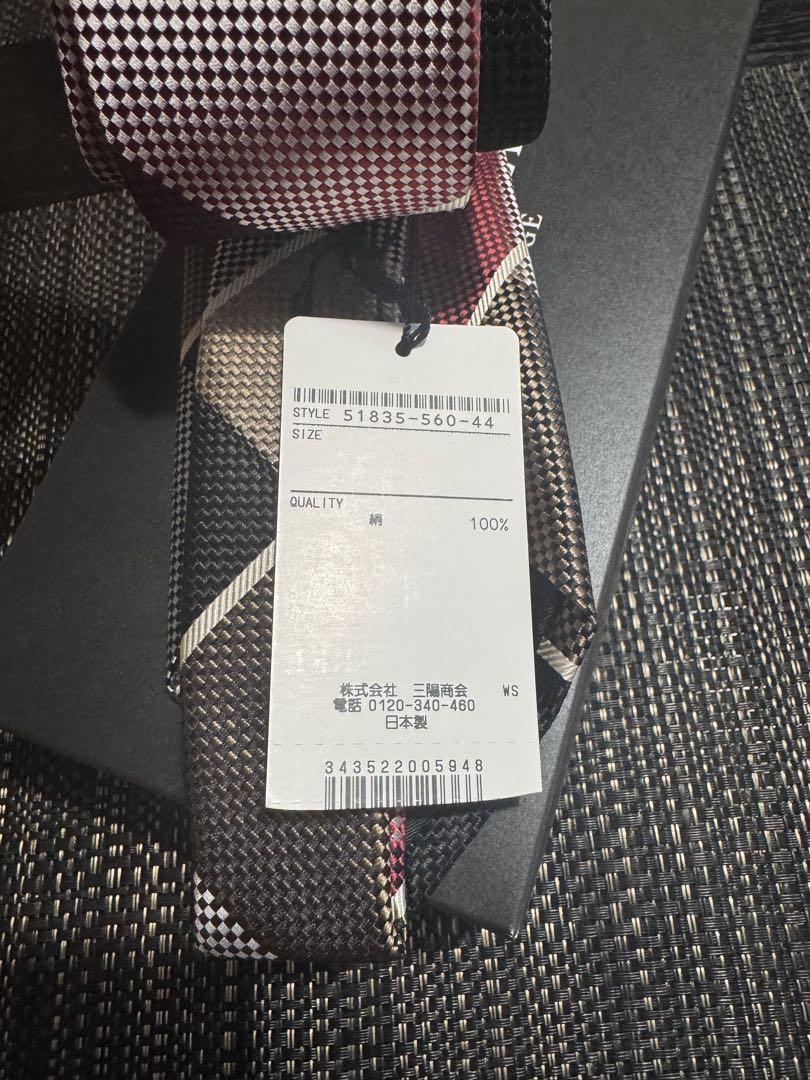 GE
STYLE 51835-560-44
SIZE
QUALITY
絹 100%
株式会社 三陽商会 WS
電話 0120-340-460
日本製
343522005948